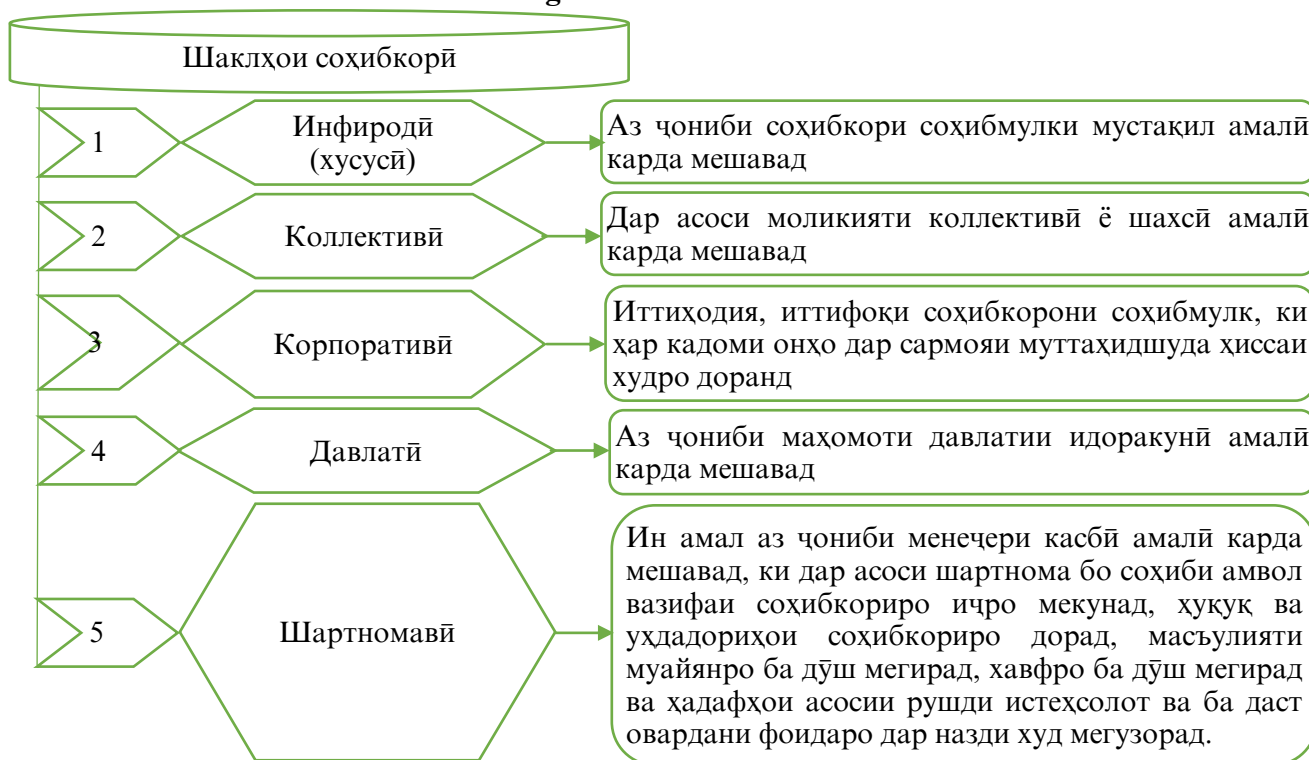 Шаклҳои соҳибкорӣ
1
Инфиродӣ
(хусусӣ)
Аз ҷониби соҳибкори соҳибмулки мустақил амалӣ
карда мешавад
2
Коллективӣ
Дар асоси моликияти коллективӣ ё шахсӣ амалӣ
карда мешавад
3
Корпоративӣ
Иттиҳодия, иттифоқи соҳибкорони соҳибмулк, ки
ҳар кадоми онҳо дар сармояи муттаҳидшуда ҳиссаи
худро доранд
4
Давлатӣ
Аз ҷониби маҳомоти давлатии идоракунӣ амалӣ
карда мешавад
5
Шартномавӣ
Ин амал аз ҷониби менеҷери касбӣ амалӣ карда
мешавад, ки дар асоси шартнома бо соҳиби амвол
вазифаи соҳибкориро иҷро мекунад, ҳуқуқ ва
уҳдадориҳои соҳибкориро дорад, масъулияти
муайянро ба дӯш мегирад, хавфро ба дӯш мегирад
ва ҳадафҳои асосии рушди истеҳсолот ва ба даст
овардани фоидаро дар назди худ мегузорад.